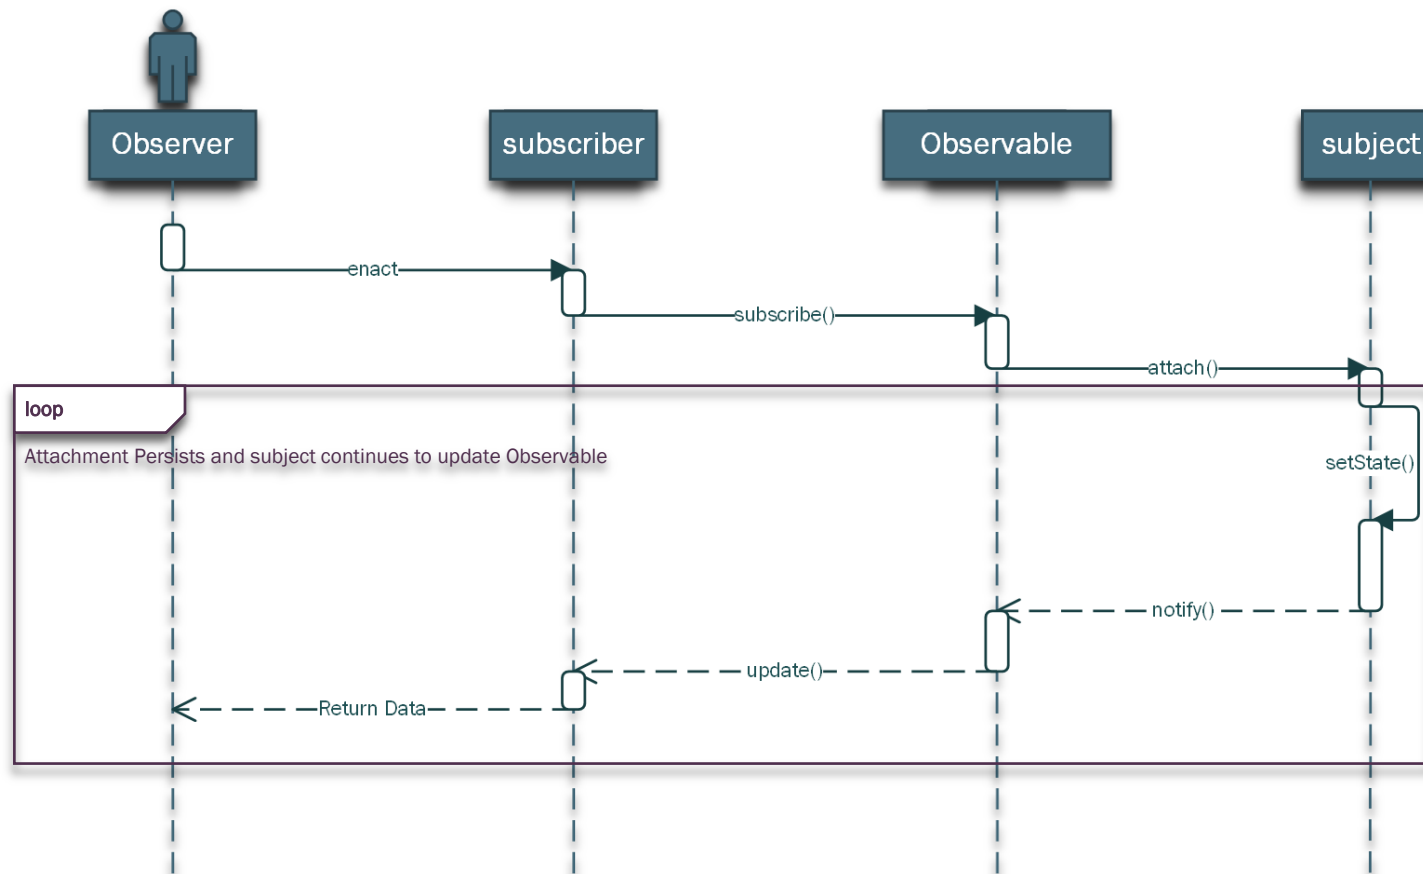 Observer
subscriber
Observable
subject
enact
subscribe()
attach()
loop
Attachment Persists and subject continues to update Observable
setState()
notify()
update()
Return Data